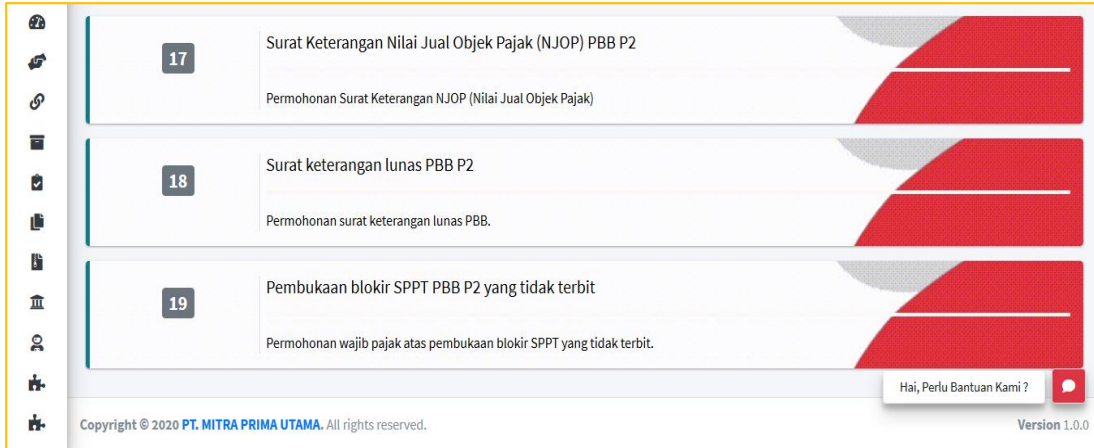 17
Surat Keterangan Nilai Jual Objek Pajak (NJOP) PBB P2
Permohonan Surat Keterangan NJOP (Nilai Jual Objek Pajak)
18
Surat keterangan lunas PBB P2
Permohonan surat keterangan lunas PBB.
19
Pembukaan blokir SPPT PBB P2 yang tidak terbit
Permohonan wajib pajak atas pembukaan blokir SPPT yang tidak terbit.
Hai, Perlu Bantuan Kami ?
Copyright © 2020 PT. MITRA PRIMA UTAMA. All rights reserved. Version 1.0.0